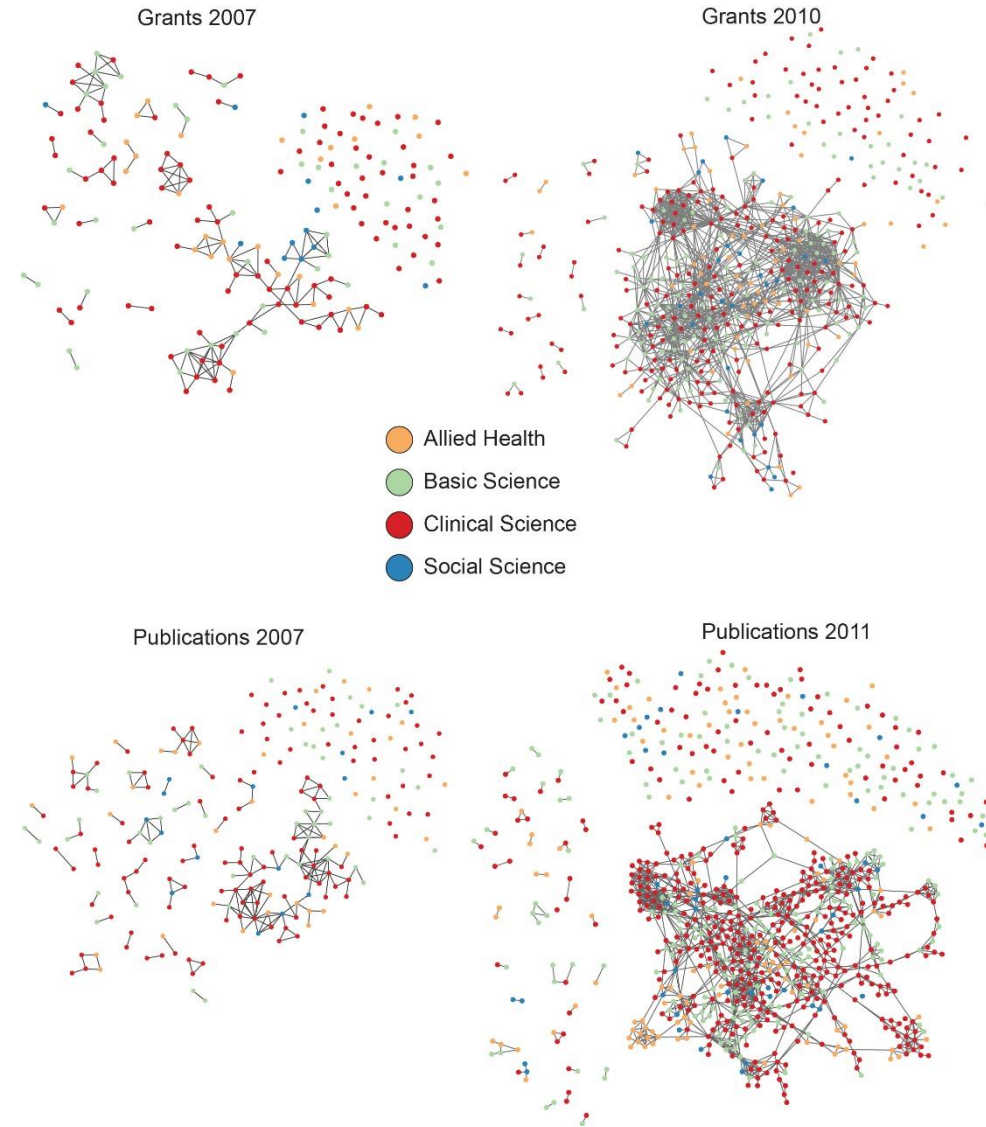 Grants 2007
Grants 2010
Allied Health
Basic Science
Clinical Science
Social Science
Publications 2007
Publications 2011